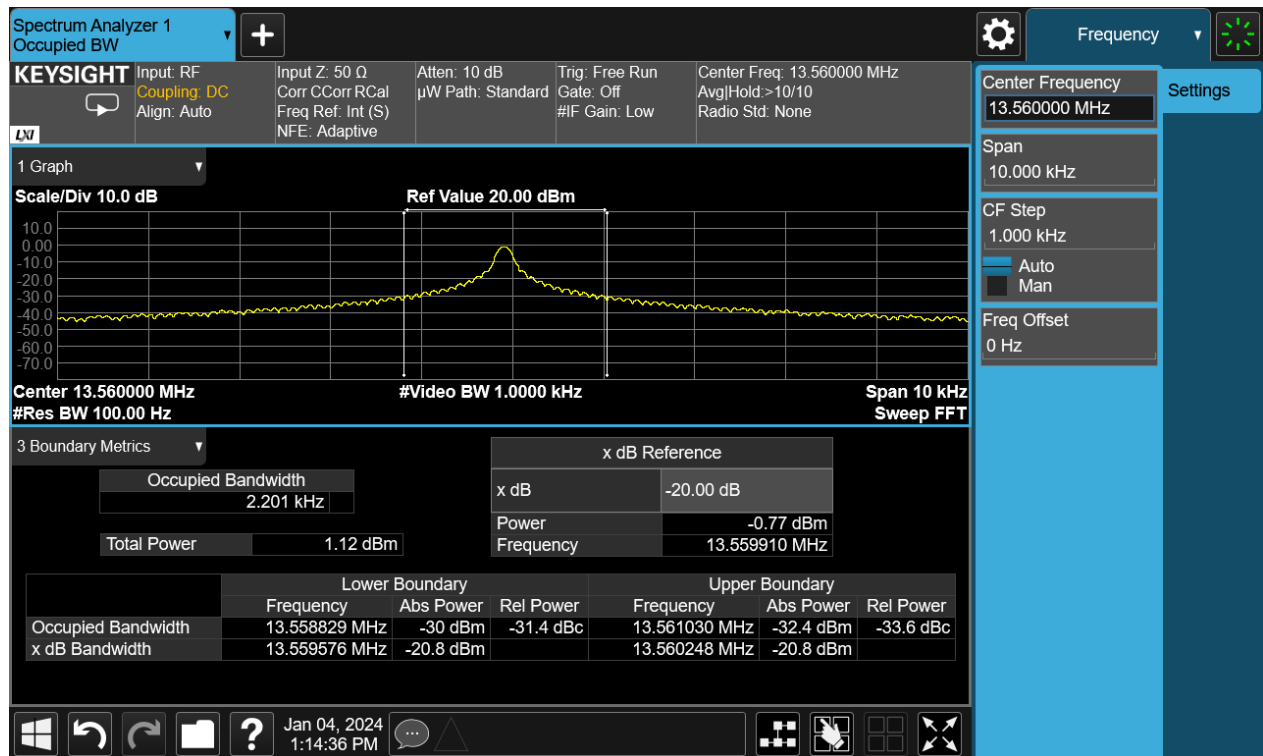 Spectrum Analyzer 1
Occupied BW
Frequency
KEYSIGHT
LXI
Input: RF
Coupling: DC
Align: Auto
Input Z: 50 Ω
Corr CCorr RCal
Freq Ref: Int (S)
NFE: Adaptive
Atten: 10 dB
µW Path: Standard
Trig: Free Run
Gate: Off
#IF Gain: Low
Center Freq: 13.560000 MHz
Avg|Hold:>10/10
Radio Std: None
1 Graph
Scale/Div 10.0 dB
Ref Value 20.00 dBm
10.0
0.00
-10.0
-20.0
-30.0
-40.0
-50.0
-60.0
-70.0
Center 13.560000 MHz
#Video BW 1.0000 kHz
Span 10 kHz
#Res BW 100.00 Hz
Sweep FFT
3 Boundary Metrics
Occupied Bandwidth
2.201 kHz
Total Power 1.12 dBm
x dB Reference
x dB -20.00 dB
Power -0.77 dBm
Frequency 13.559910 MHz
Lower Boundary Upper Boundary
Frequency Abs Power Rel Power Frequency Abs Power Rel Power
Occupied Bandwidth 13.558829 MHz -30 dBm -31.4 dBc 13.561030 MHz -32.4 dBm -33.6 dBc
x dB Bandwidth 13.559576 MHz -20.8 dBm 13.560248 MHz -20.8 dBm
Center Frequency
13.560000 MHz
Span
10.000 kHz
CF Step
1.000 kHz
Auto
Man
Freq Offset
0 Hz
Settings
?
Jan 04, 2024
1:14:36 PM